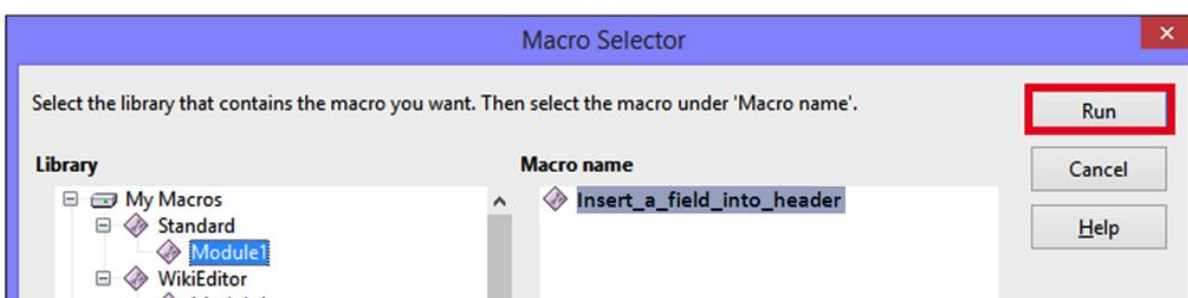 Macro Selector
Select the library that contains the macro you want. Then select the macro under 'Macro name'.
Run
Library
Macro name
Cancel
My Macros
Insert_a_field_into_header
Standard
Help
Module1
WikiEditor